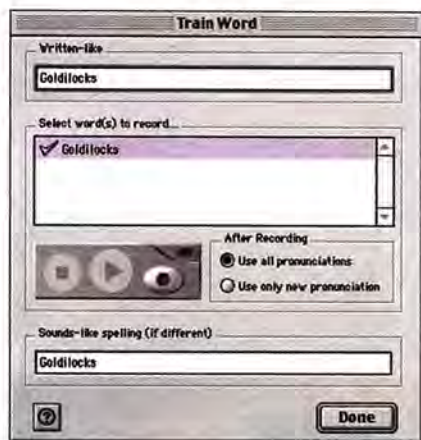 Train Word
Written-like
Goldilocks
Select word(s) to record...
Goldilocks
After Recording
Use all pronunciations
Use only new pronunciation
Sounds-like spelling (if different)
Goldilocks
?
Done